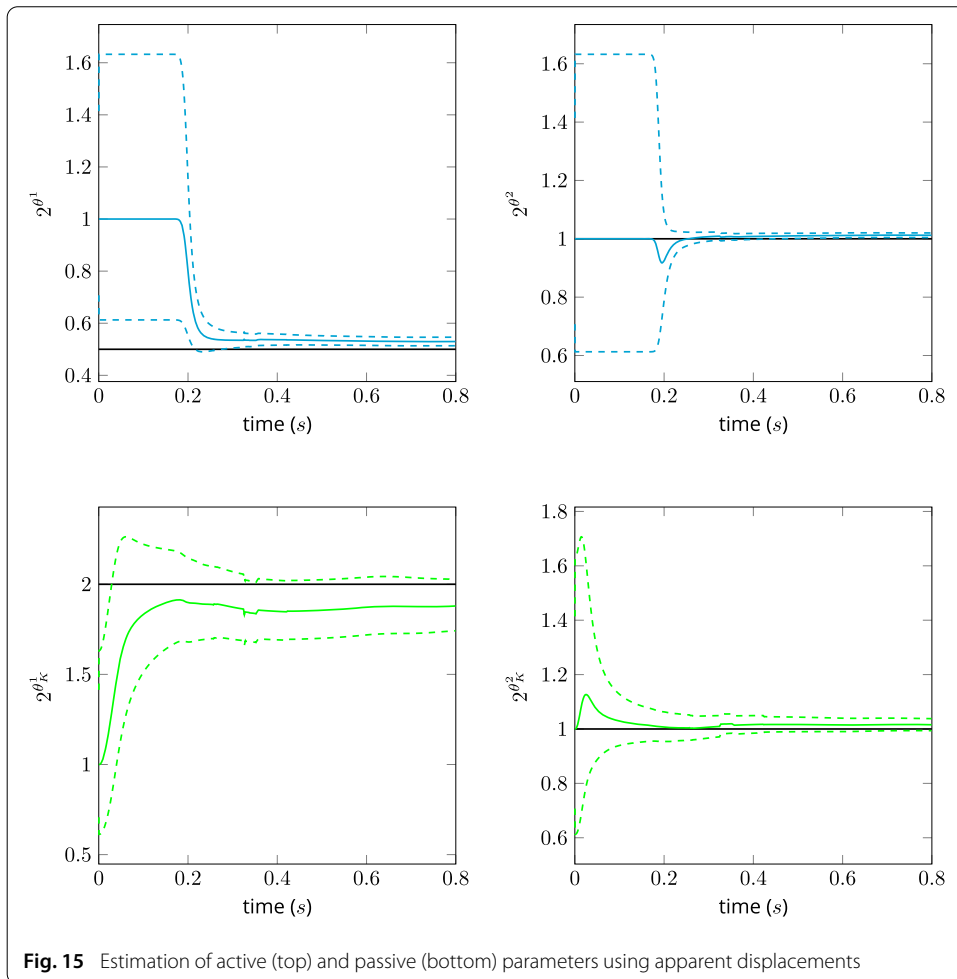 1.6
1.4
1.2
1
0.8
0.6
0.4
2^{θ^1}
0 0.2 0.4 0.6 0.8
time (s)
1.6
1.4
1.2
1
0.8
0.6
2^{θ^2}
0 0.2 0.4 0.6 0.8
time (s)
2
1.5
1
0.5
2^{θ_K^1}
0 0.2 0.4 0.6 0.8
time (s)
1.8
1.6
1.4
1.2
1
0.8
0.6
2^{θ_K^2}
0 0.2 0.4 0.6 0.8
time (s)
Fig. 15 Estimation of active (top) and passive (bottom) parameters using apparent displacements